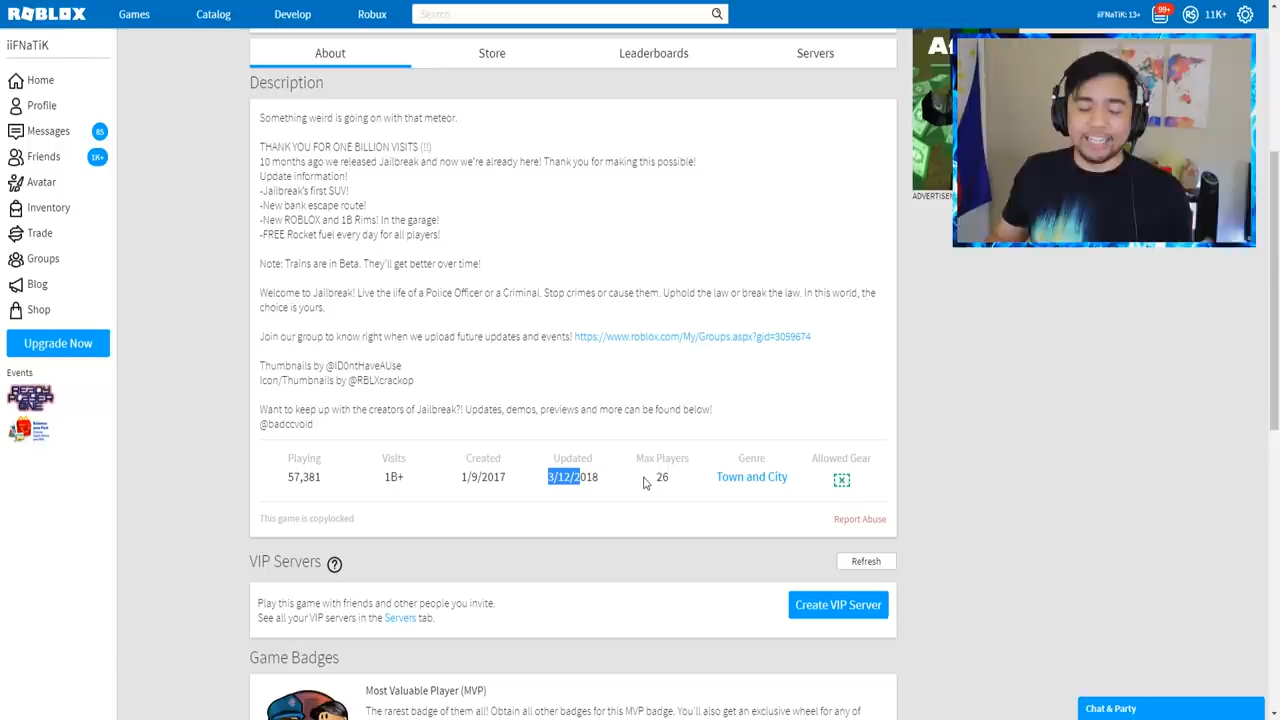 ROBLOX
Games
Catalog
Develop
Robux
Search
iiFNaTiK: 13+
99+
R$
11K+
iiFNaTiK
Home
Profile
Messages
85
Friends
1K+
Avatar
Inventory
Trade
Groups
Blog
Shop
Upgrade Now
Events
READY
PLAYER
ONE
About
Store
Leaderboards
Servers
Description
Something weird is going on with that meteor.
THANK YOU FOR ONE BILLION VISITS (!!)
10 months ago we released Jailbreak and now we're already here! Thank you for making this possible!
Update information!
-Jailbreak's first SUV!
-New bank escape route!
-New ROBLOX and 1B Rims! In the garage!
-FREE Rocket fuel every day for all players!
Note: Trains are in Beta. They'll get better over time!
Welcome to Jailbreak! Live the life of a Police Officer or a Criminal. Stop crimes or cause them. Uphold the law or break the law. In this world, the
choice is yours.
Join our group to know right when we upload future updates and events! https://www.roblox.com/My/Groups.aspx?gid=3059674
Thumbnails by @ID0ntHaveAUse
Icon/Thumbnails by @RBLXcrackop
Want to keep up with the creators of Jailbreak?! Updates, demos, previews and more can be found below!
@badccvoid
Playing
Visits
Created
Updated
Max Players
Genre
Allowed Gear
57,381
1B+
1/9/2017
3/12/2018
26
Town and City
This game is copylocked
Report Abuse
VIP Servers
?
Refresh
Play this game with friends and other people you invite.
See all your VIP servers in the Servers tab.
Create VIP Server
Game Badges
Most Valuable Player (MVP)
The rarest badge of them all! Obtain all other badges for this MVP badge. You'll also get an exclusive wheel for any of
ADVERTISEM
Chat & Party